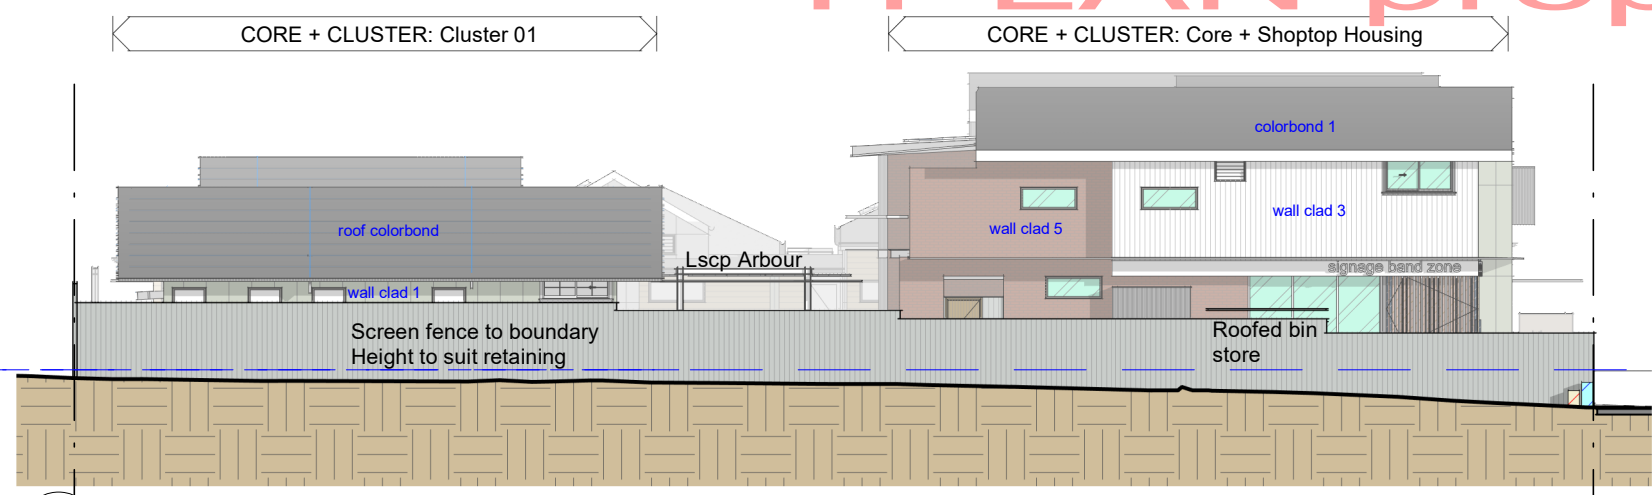 CORE + CLUSTER: Cluster 01
CORE + CLUSTER: Core + Shoptop Housing
colorbond 1
roof colorbond
wall clad 5
wall clad 3
Lscp Arbour
signage band zone
wall clad 1
Screen fence to boundary
Height to suit retaining
Roofed bin
store